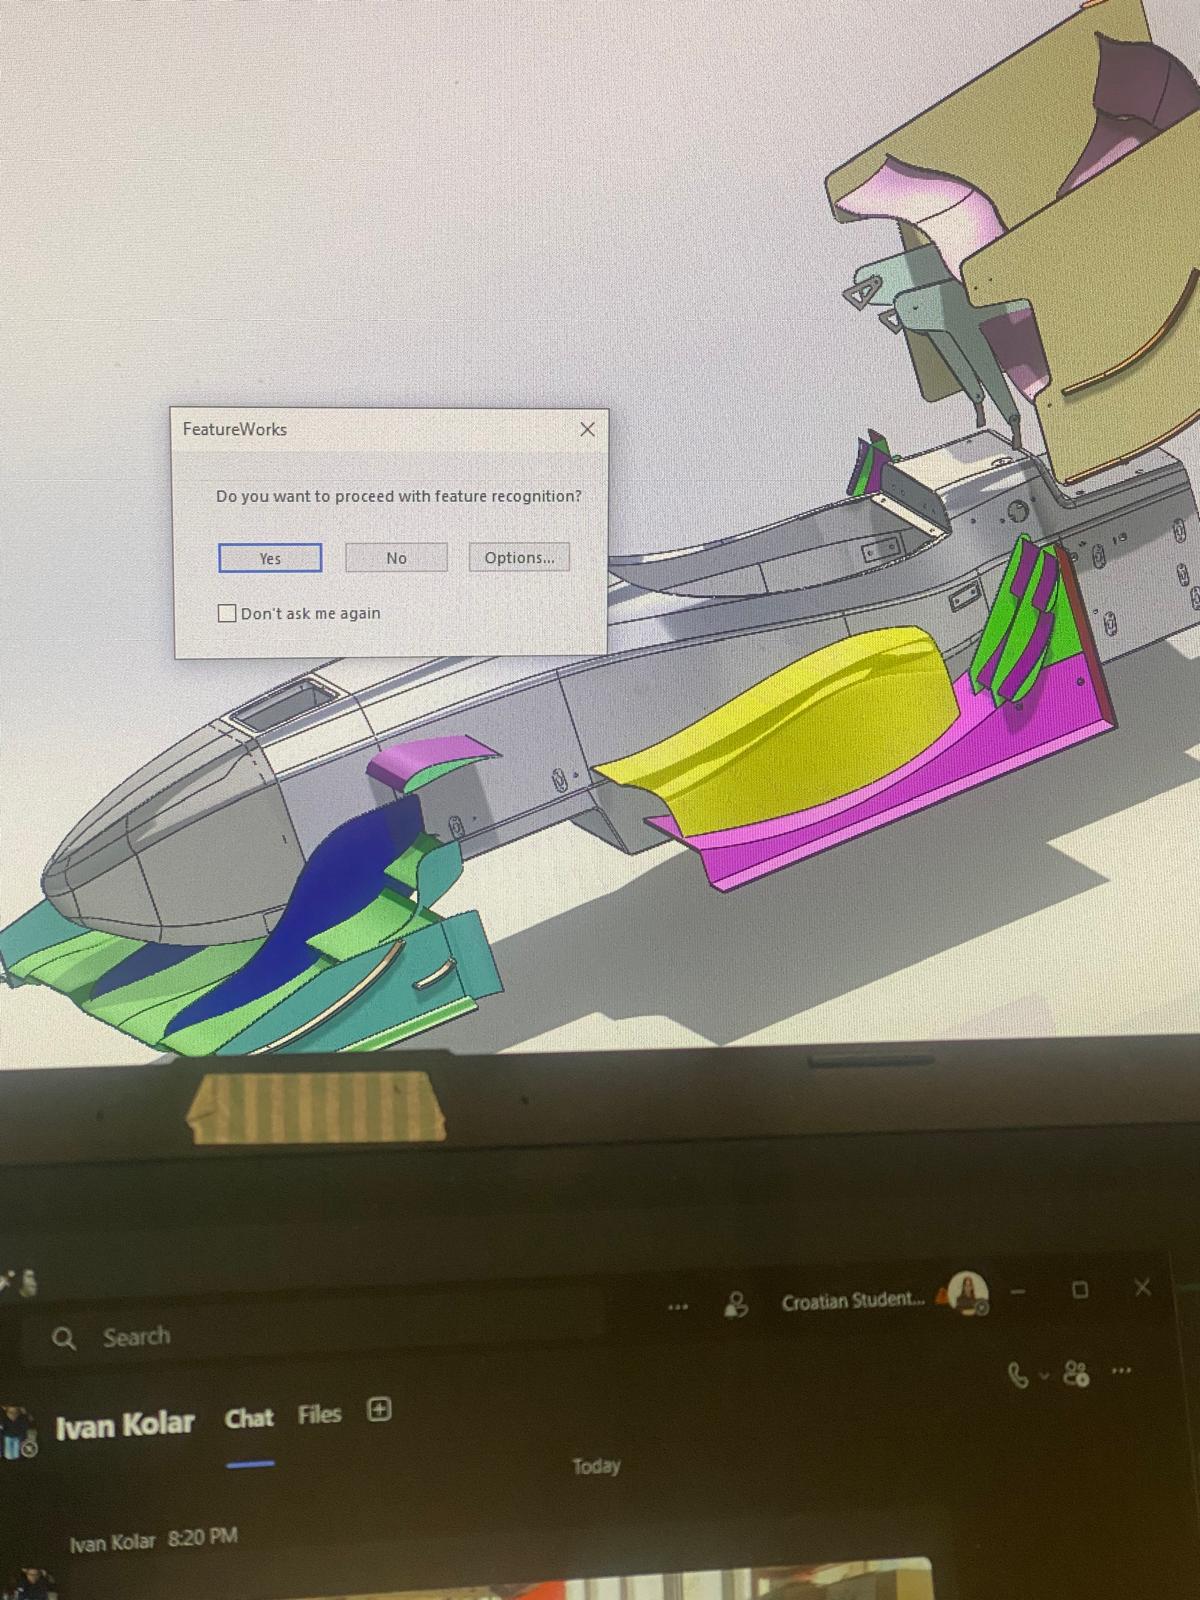 FeatureWorks
Do you want to proceed with feature recognition?
Yes
No
Options...
Don't ask me again
Search
Croatian Student...
Ivan Kolar
Chat
Files
Today
Ivan Kolar 8:20 PM